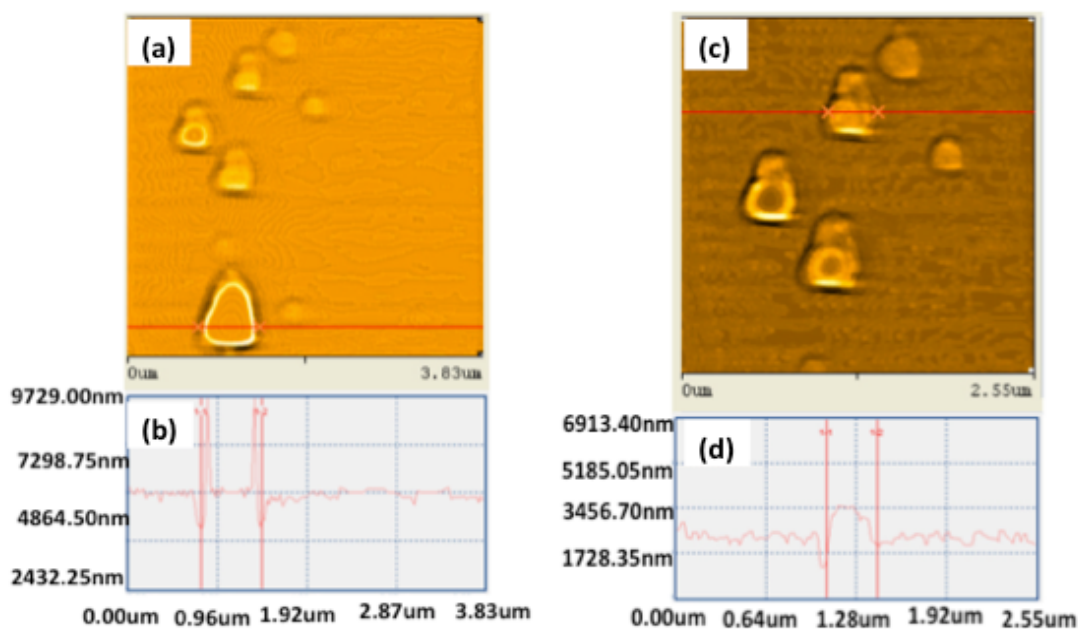 (a)
0um 3.83um
9729.00nm
(b)
7298.75nm
4864.50nm
2432.25nm
0.00um 0.96um 1.92um 2.87um 3.83um
(c)
0um 2.55um
6913.40nm
(d)
5185.05nm
3456.70nm
1728.35nm
0.00um 0.64um 1.28um 1.92um 2.55um